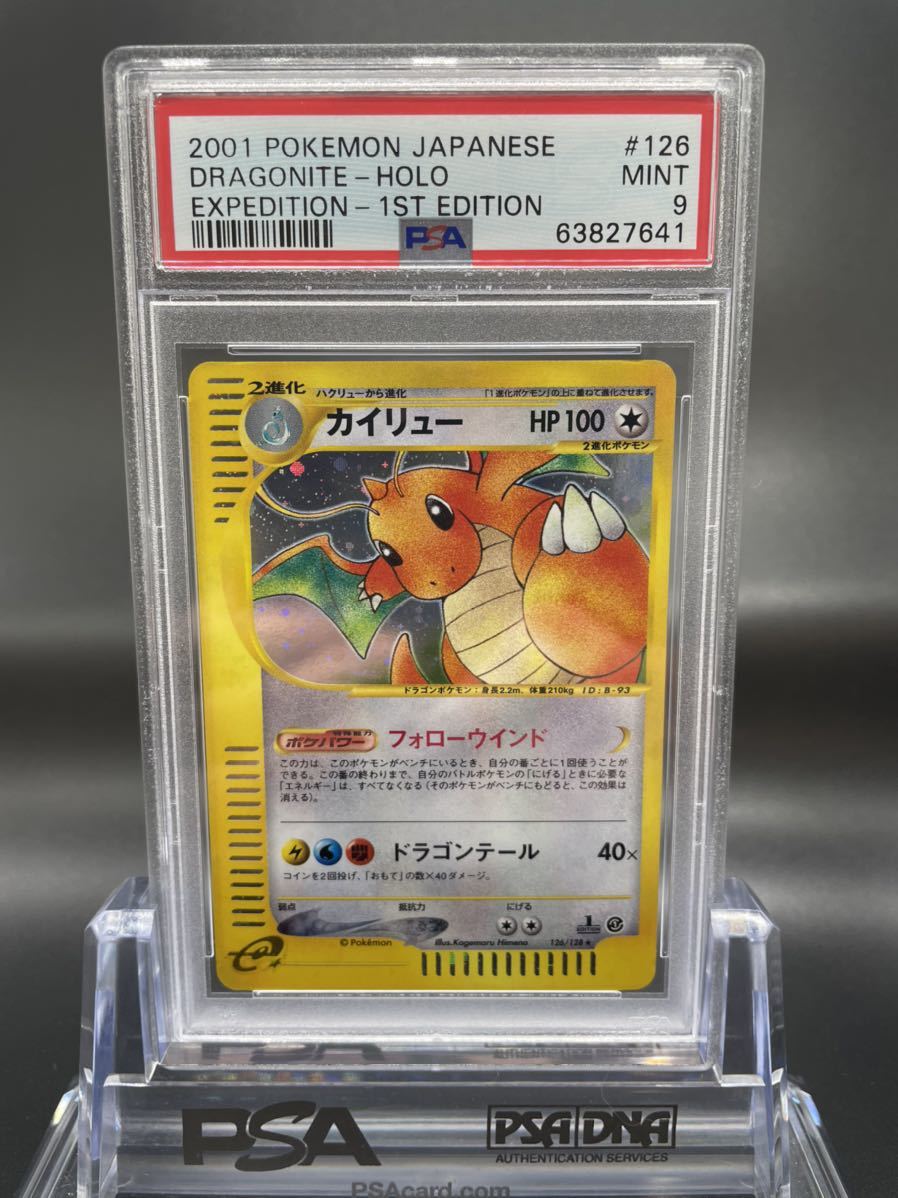 2001 POKEMON JAPANESE #126
DRAGONITE - HOLO MINT
EXPEDITION - 1ST EDITION 9
PSA 63827641
2進化 ハクリューから進化 「1進化ポケモン」の上に重ねて進化させます。
カイリュー HP100
2進化ポケモン
ドラゴンポケモン:身長2.2m、体重210kg ID:B-93
特殊能力
ポケパワー フォローウインド
この力は、このポケモンがベンチにいるとき、自分の番ごとに1回使うことが
できる。この番の終わりまで、自分のバトルポケモンの「にげる」ときに必要な
「エネルギー」は、すべてなくなる(そのポケモンがベンチにもどると、この効果は
消える)。
ドラゴンテール 40×
コインを2回投げ、「おもて」の数×40ダメージ。
弱点 抵抗力 にげる
1
EDITION
© Pokémon Illus.Kagemaru Himeno 126/128★
e
PSA PSA DNA
AUTHENTICATION SERVICES
PSAcard.com